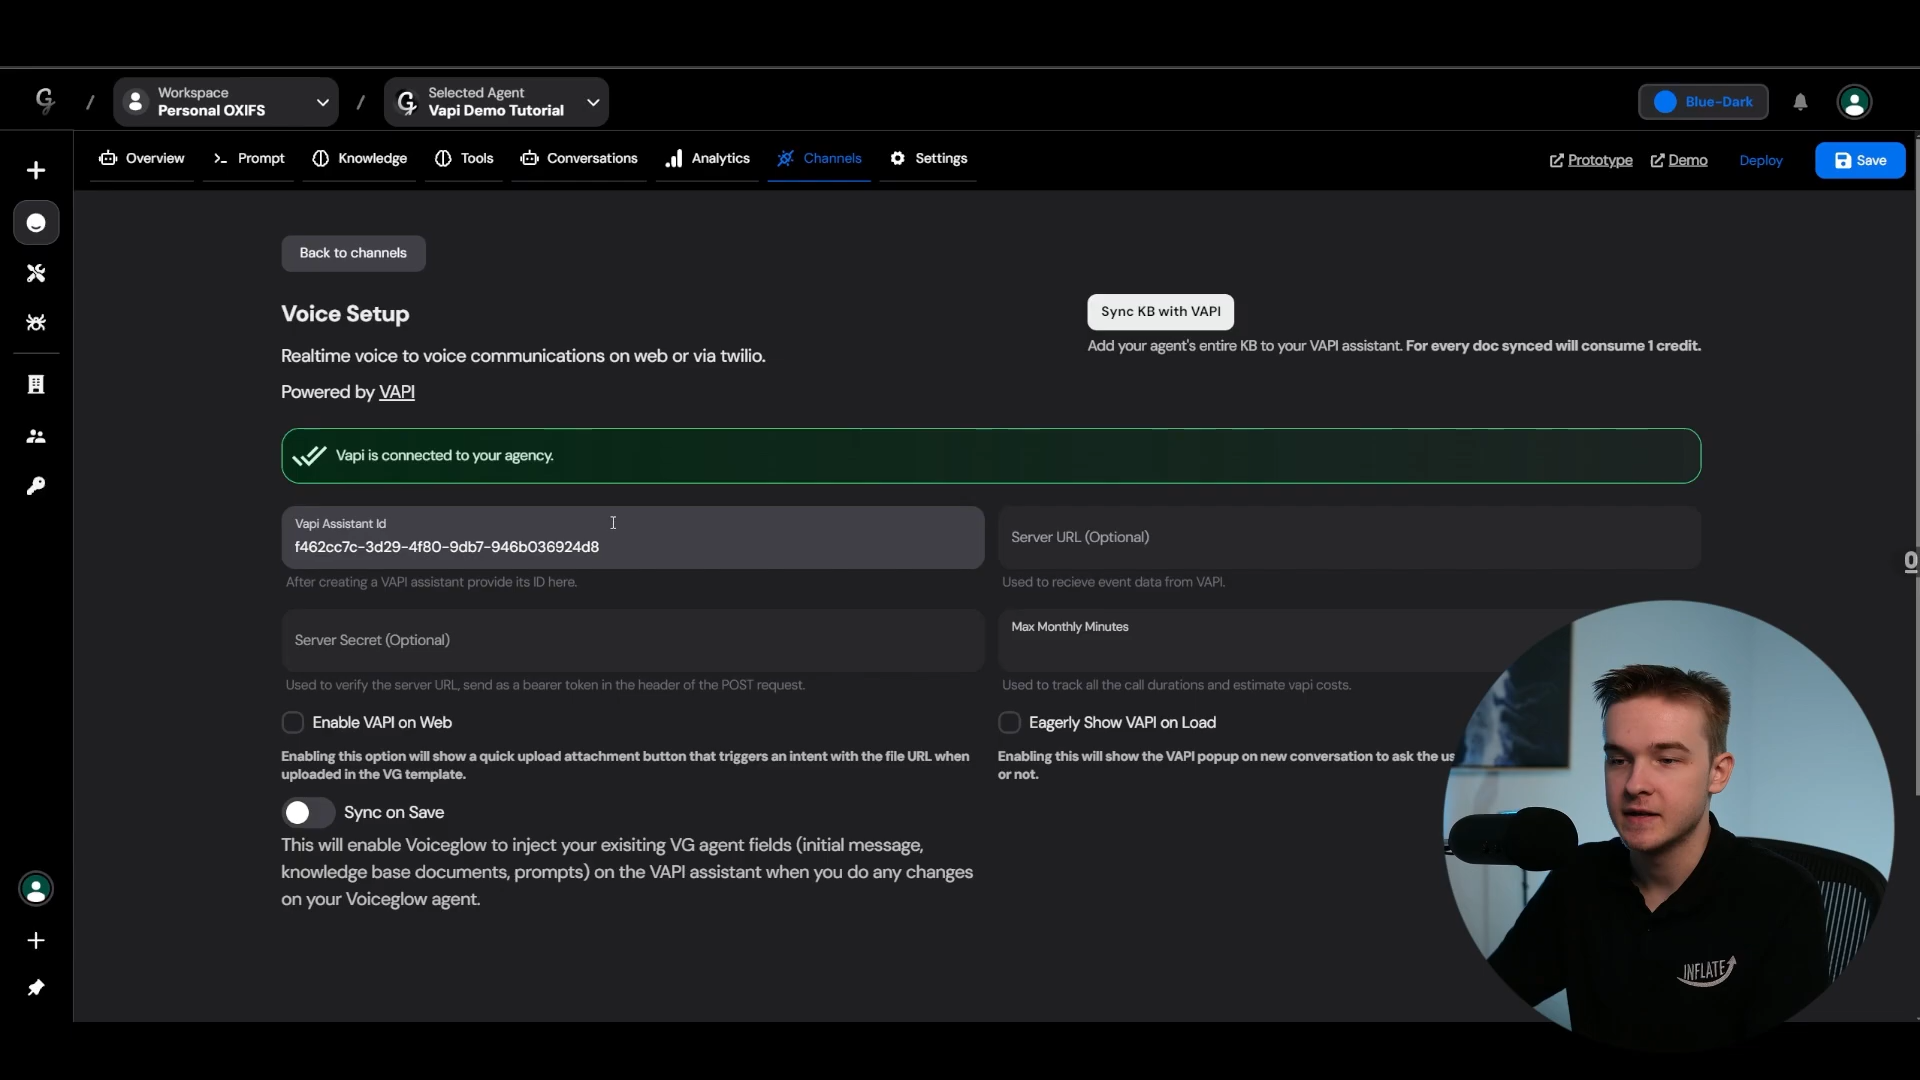 Workspace
Personal OXIFS
Selected Agent
Vapi Demo Tutorial
Blue-Dark
Overview
Prompt
Knowledge
Tools
Conversations
Analytics
Channels
Settings
Prototype
Demo
Deploy
Save
Back to channels
Voice Setup
Sync KB with VAPI
Realtime voice to voice communications on web or via twilio.
Add your agent's entire KB to your VAPI assistant. For every doc synced will consume 1 credit.
Powered by VAPI
Vapi is connected to your agency.
Vapi Assistant Id
f462cc7c-3d29-4f80-9db7-946b036924d8
After creating a VAPI assistant provide its ID here.
Server URL (Optional)
Used to recieve event data from VAPI.
Server Secret (Optional)
Used to verify the server URL, send as a bearer token in the header of the POST request.
Max Monthly Minutes
Used to track all the call durations and estimate vapi costs.
Enable VAPI on Web
Enabling this option will show a quick upload attachment button that triggers an intent with the file URL when
uploaded in the VG template.
Eagerly Show VAPI on Load
Enabling this will show the VAPI popup on new conversation to ask the us
or not.
Sync on Save
This will enable Voiceglow to inject your exisiting VG agent fields (initial message,
knowledge base documents, prompts) on the VAPI assistant when you do any changes
on your Voiceglow agent.
INFLATE